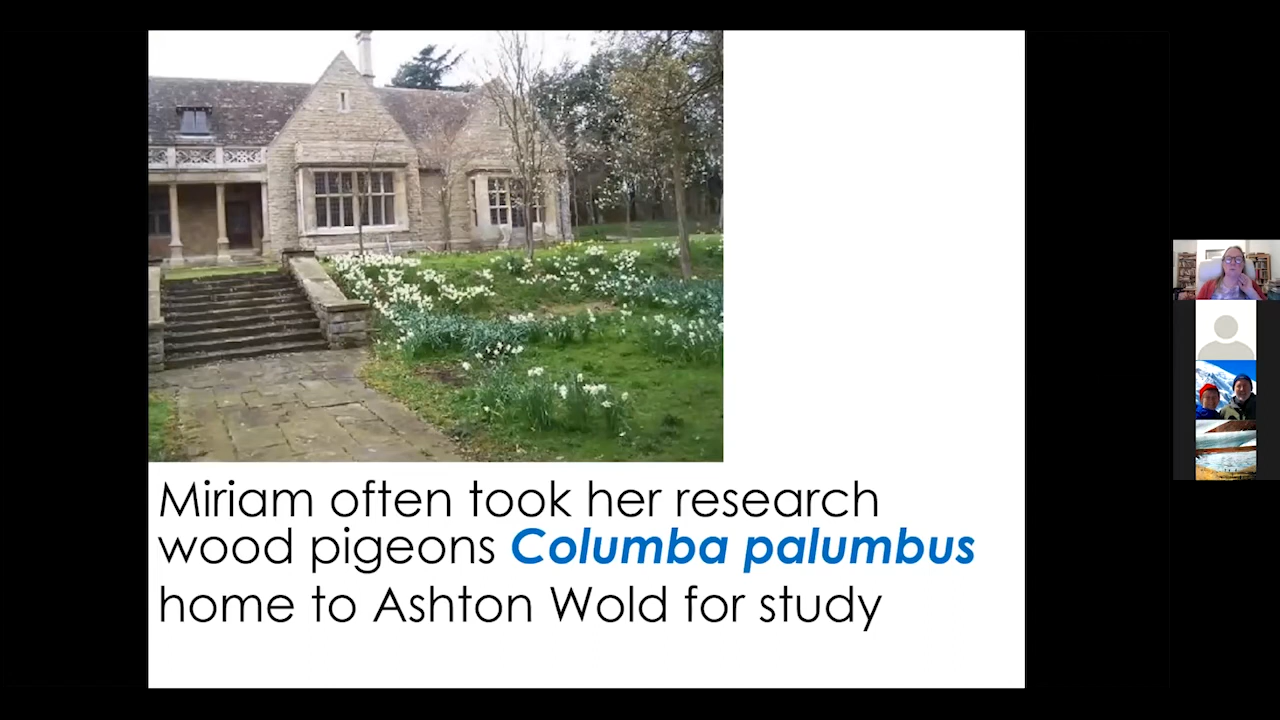 Miriam often took her research
wood pigeons Columba palumbus
home to Ashton Wold for study